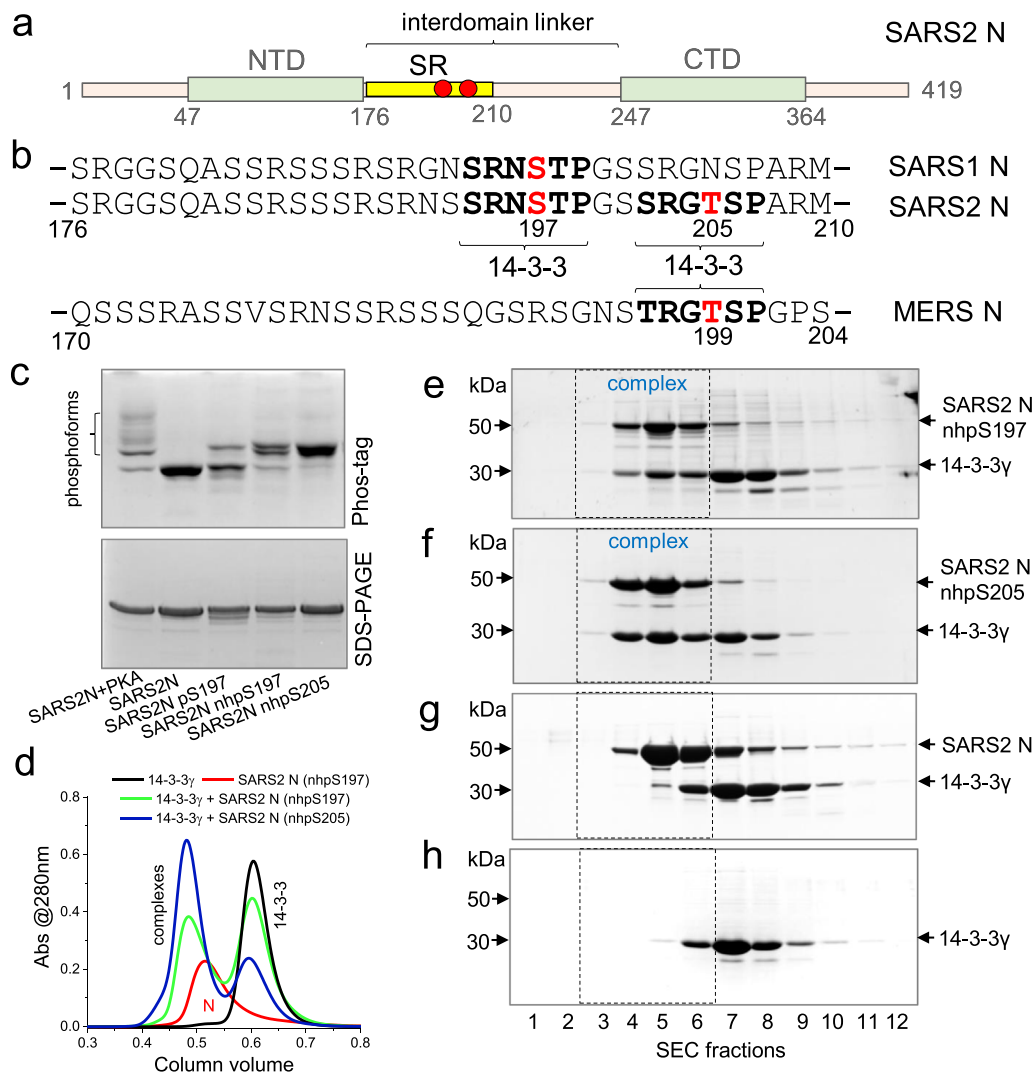 a
interdomain linker
SARS2 N
NTD
SR
CTD
1
419
47
176
210
247
364
b
–SRGGSQASSRSSSRSRGNSRNSTPGSSRGNSPARM–
SARS1 N
–SRGGSQASSRSSSRSRNSSRNSTPGSSRGTSPARM–
SARS2 N
176
197
205
210
14-3-3
14-3-3
–QSSSRASSVSRNSSRSSSQGSRSGNSTRGTSPGPS–
MERS N
170
199
204
c
phosphoforms
Phos-tag
SDS-PAGE
SARS2N+PKA
SARS2N
SARS2N pS197
SARS2N nhpS197
SARS2N nhpS205
d
14-3-3γ
SARS2 N (nhpS197)
14-3-3γ + SARS2 N (nhpS197)
14-3-3γ + SARS2 N (nhpS205)
0.8
0.6
0.4
0.2
0.0
Abs @280nm
complexes
14-3-3
N
0.3 0.4 0.5 0.6 0.7 0.8
Column volume
e
kDa
complex
50
30
SARS2 N
nhpS197
14-3-3γ
f
kDa
complex
50
30
SARS2 N
nhpS205
14-3-3γ
g
kDa
50
30
SARS2 N
14-3-3γ
h
kDa
50
30
14-3-3γ
1 2 3 4 5 6 7 8 9 10 11 12
SEC fractions